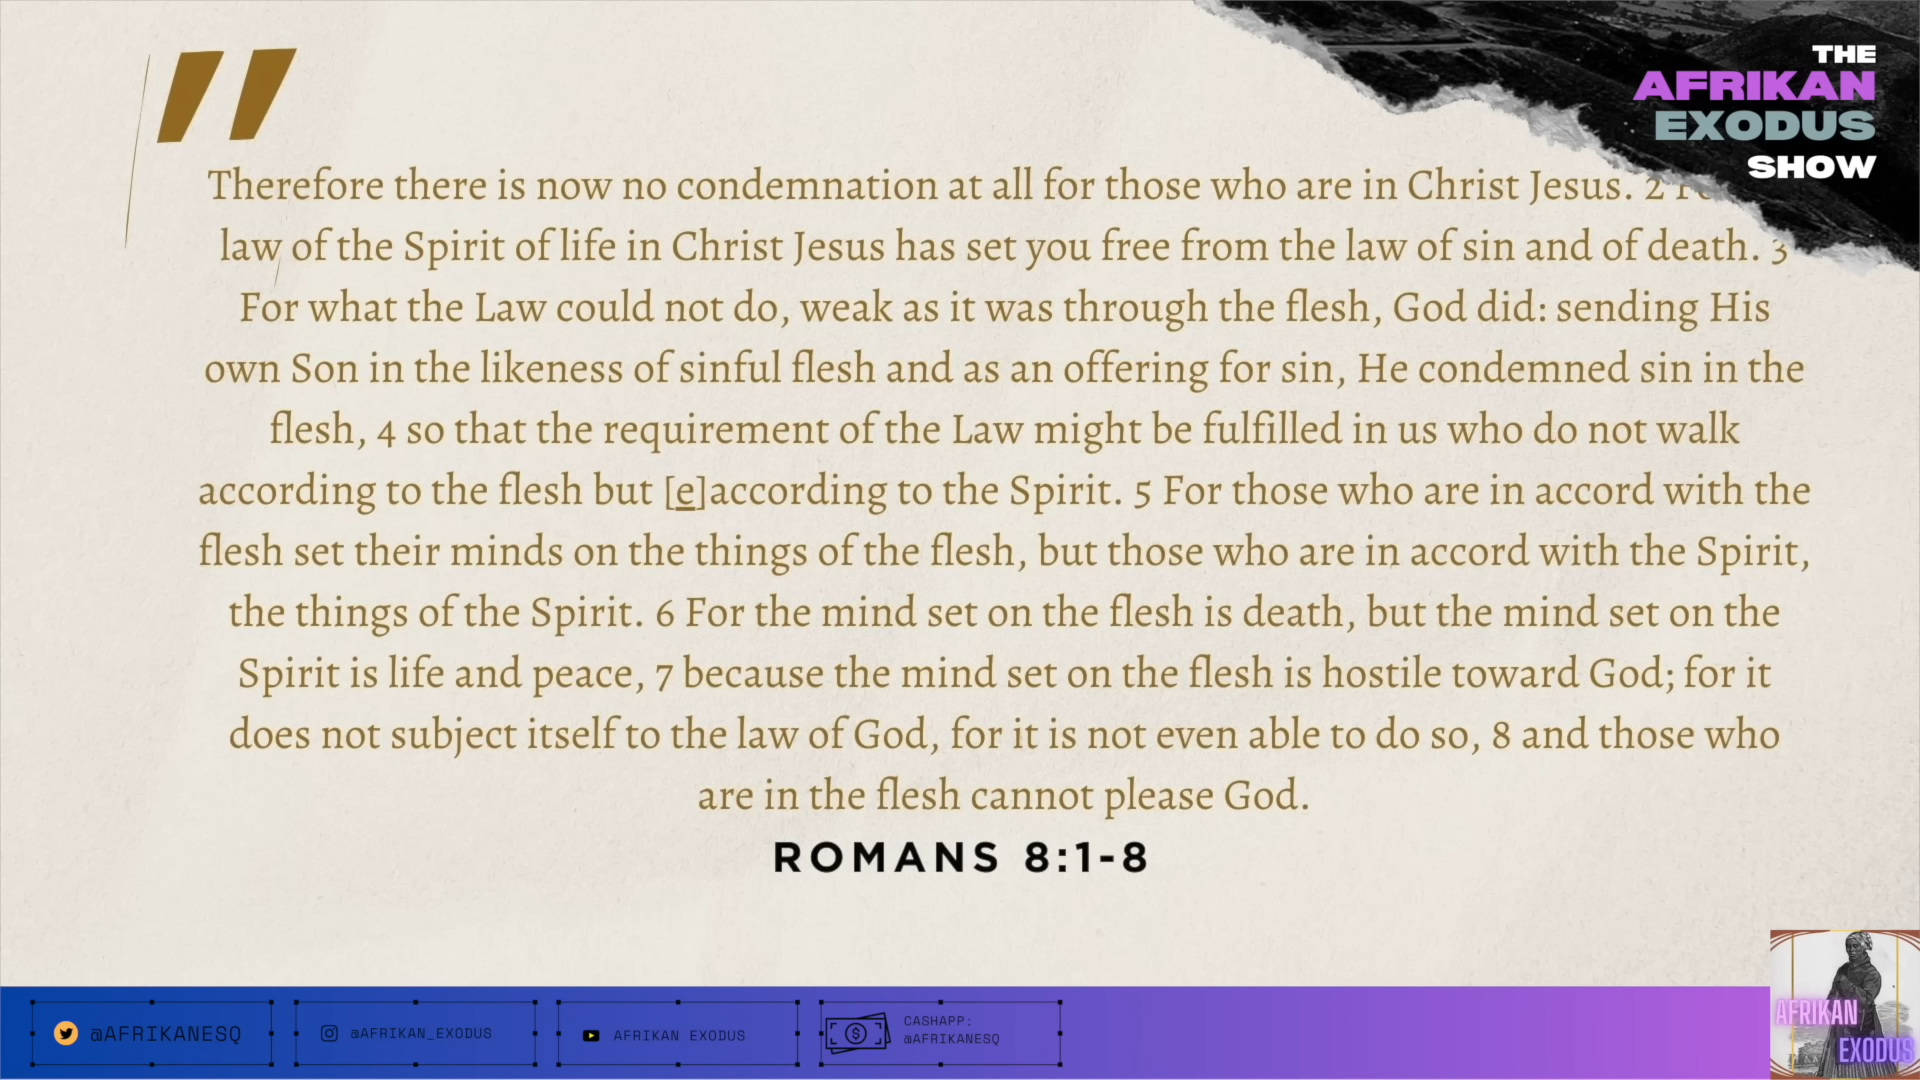 THE
AFRIKAN
EXODUS
SHOW
"
Therefore there is now no condemnation at all for those who are in Christ Jesus. 2
law of the Spirit of life in Christ Jesus has set you free from the law of sin and of death. 3
For what the Law could not do, weak as it was through the flesh, God did: sending His
own Son in the likeness of sinful flesh and as an offering for sin, He condemned sin in the
flesh, 4 so that the requirement of the Law might be fulfilled in us who do not walk
according to the flesh but [e]according to the Spirit. 5 For those who are in accord with the
flesh set their minds on the things of the flesh, but those who are in accord with the Spirit,
the things of the Spirit. 6 For the mind set on the flesh is death, but the mind set on the
Spirit is life and peace, 7 because the mind set on the flesh is hostile toward God; for it
does not subject itself to the law of God, for it is not even able to do so, 8 and those who
are in the flesh cannot please God.
ROMANS 8:1-8
@AFRIKANESQ
@AFRIKAN_EXODUS
AFRIKAN EXODUS
CASHAPP:
@AFRIKANESQ
AFRIKAN
EXODUS